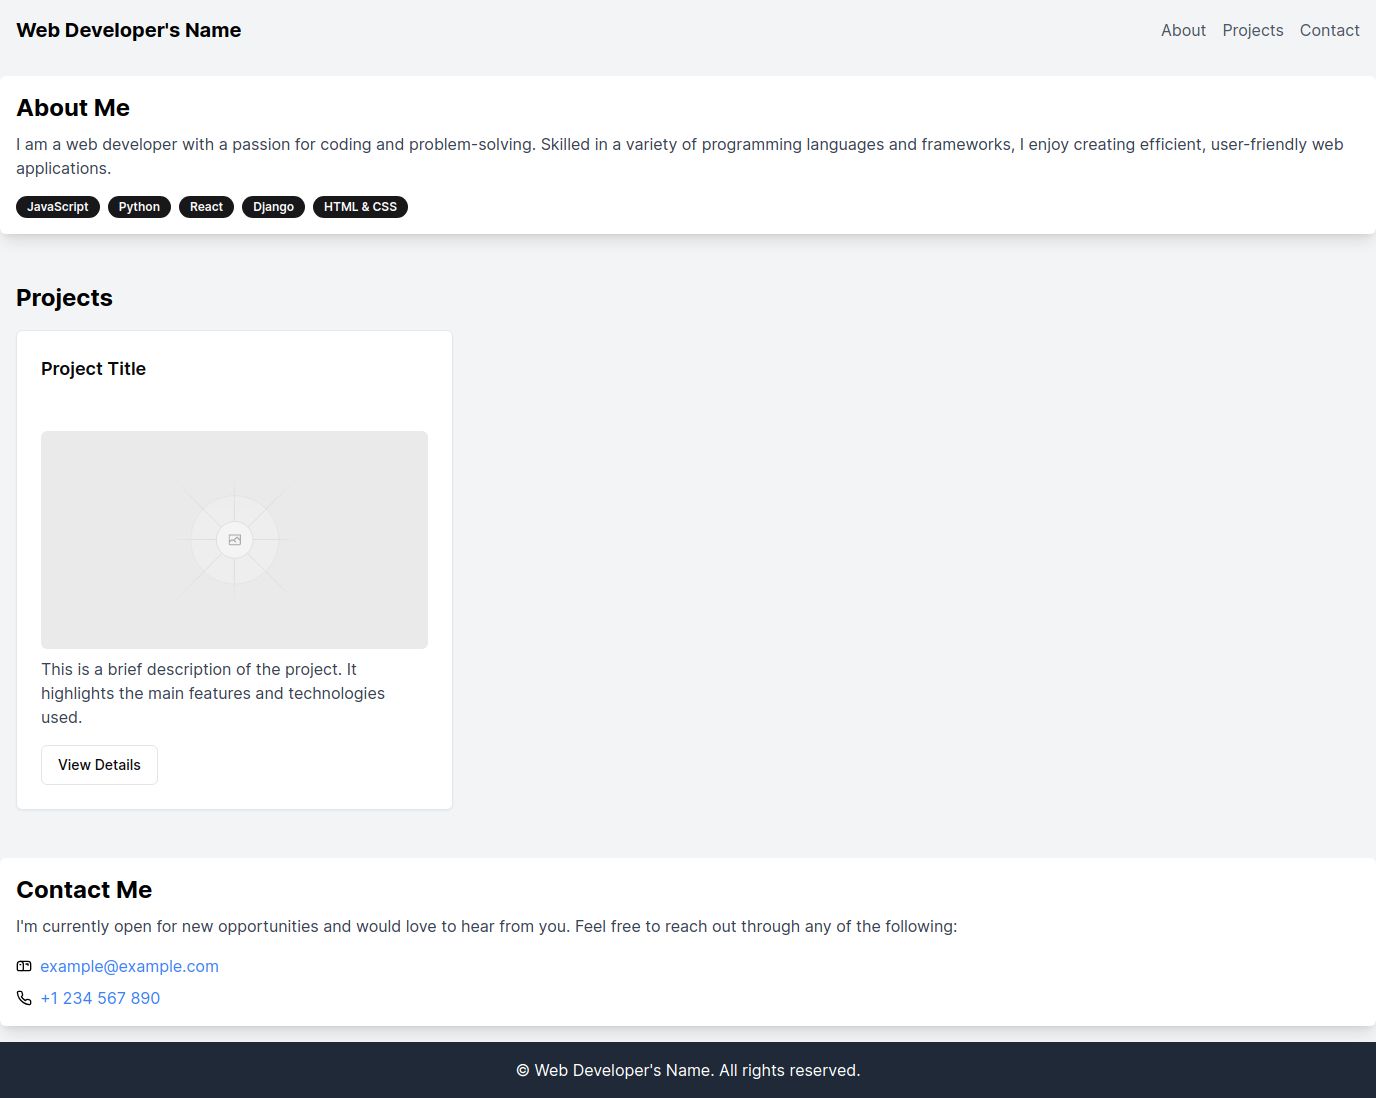 Web Developer's Name
About Projects Contact
About Me
I am a web developer with a passion for coding and problem-solving. Skilled in a variety of programming languages and frameworks, I enjoy creating efficient, user-friendly web
applications.
JavaScript Python React Django HTML & CSS
Projects
Project Title
This is a brief description of the project. It
highlights the main features and technologies
used.
View Details
Contact Me
I'm currently open for new opportunities and would love to hear from you. Feel free to reach out through any of the following:
example@example.com
+1 234 567 890
© Web Developer's Name. All rights reserved.